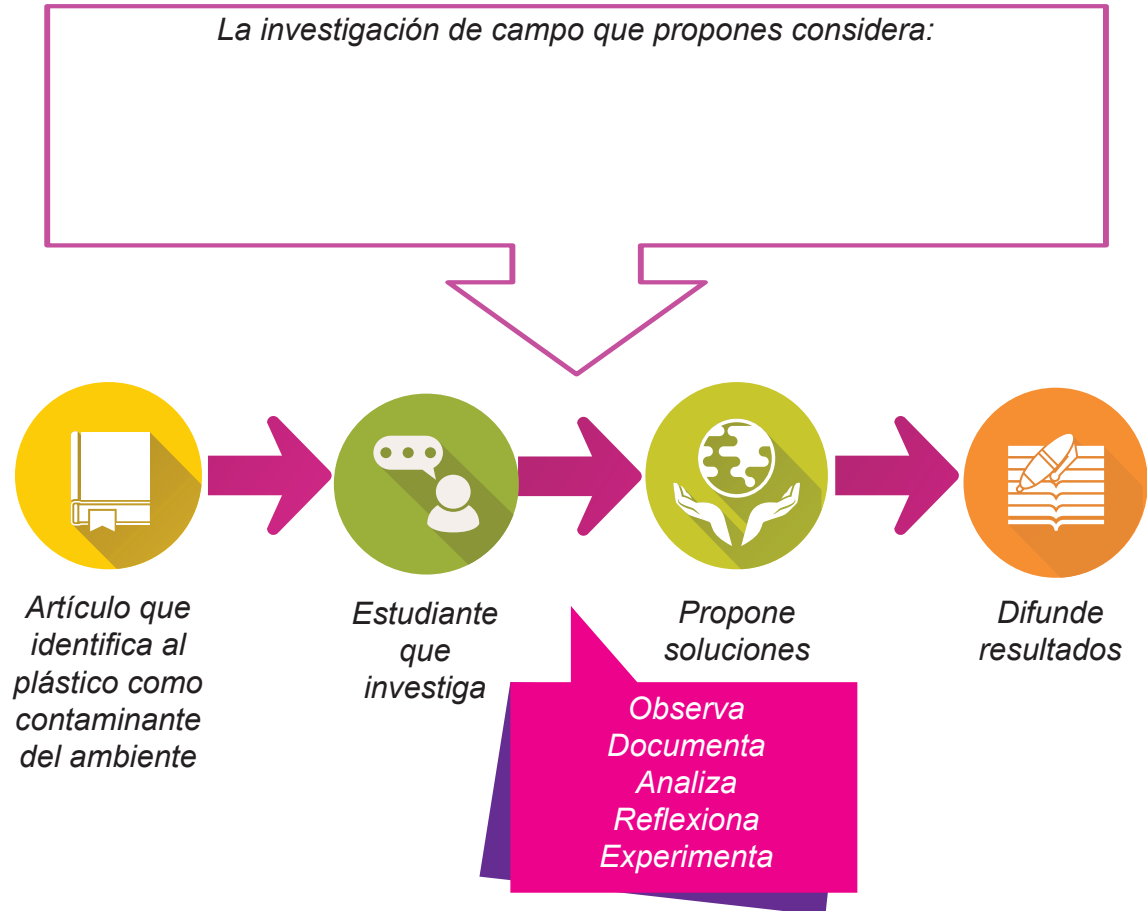 La investigación de campo que propones considera:
Artículo que
identifica al
plástico como
contaminante
del ambiente
Estudiante
que
investiga
Propone
soluciones
Difunde
resultados
Observa
Documenta
Analiza
Reflexiona
Experimenta